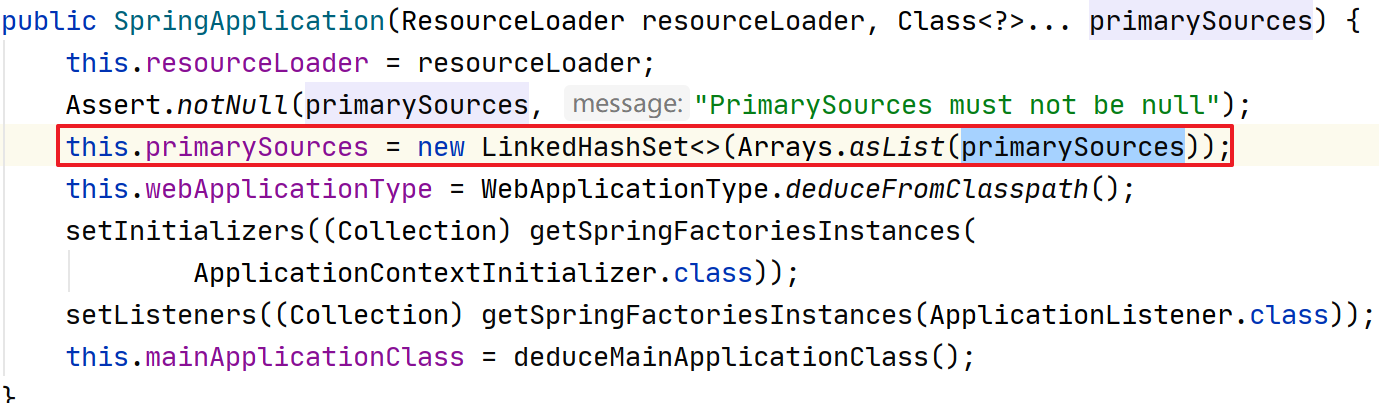 public SpringApplication(ResourceLoader resourceLoader, Class<?>... primarySources) {
    this.resourceLoader = resourceLoader;
    Assert.notNull(primarySources, message: "PrimarySources must not be null");
    this.primarySources = new LinkedHashSet<>(Arrays.asList(primarySources));
    this.webApplicationType = WebApplicationType.deduceFromClasspath();
    setInitializers((Collection) getSpringFactoriesInstances(
            ApplicationContextInitializer.class));
    setListeners((Collection) getSpringFactoriesInstances(ApplicationListener.class));
    this.mainApplicationClass = deduceMainApplicationClass();
}